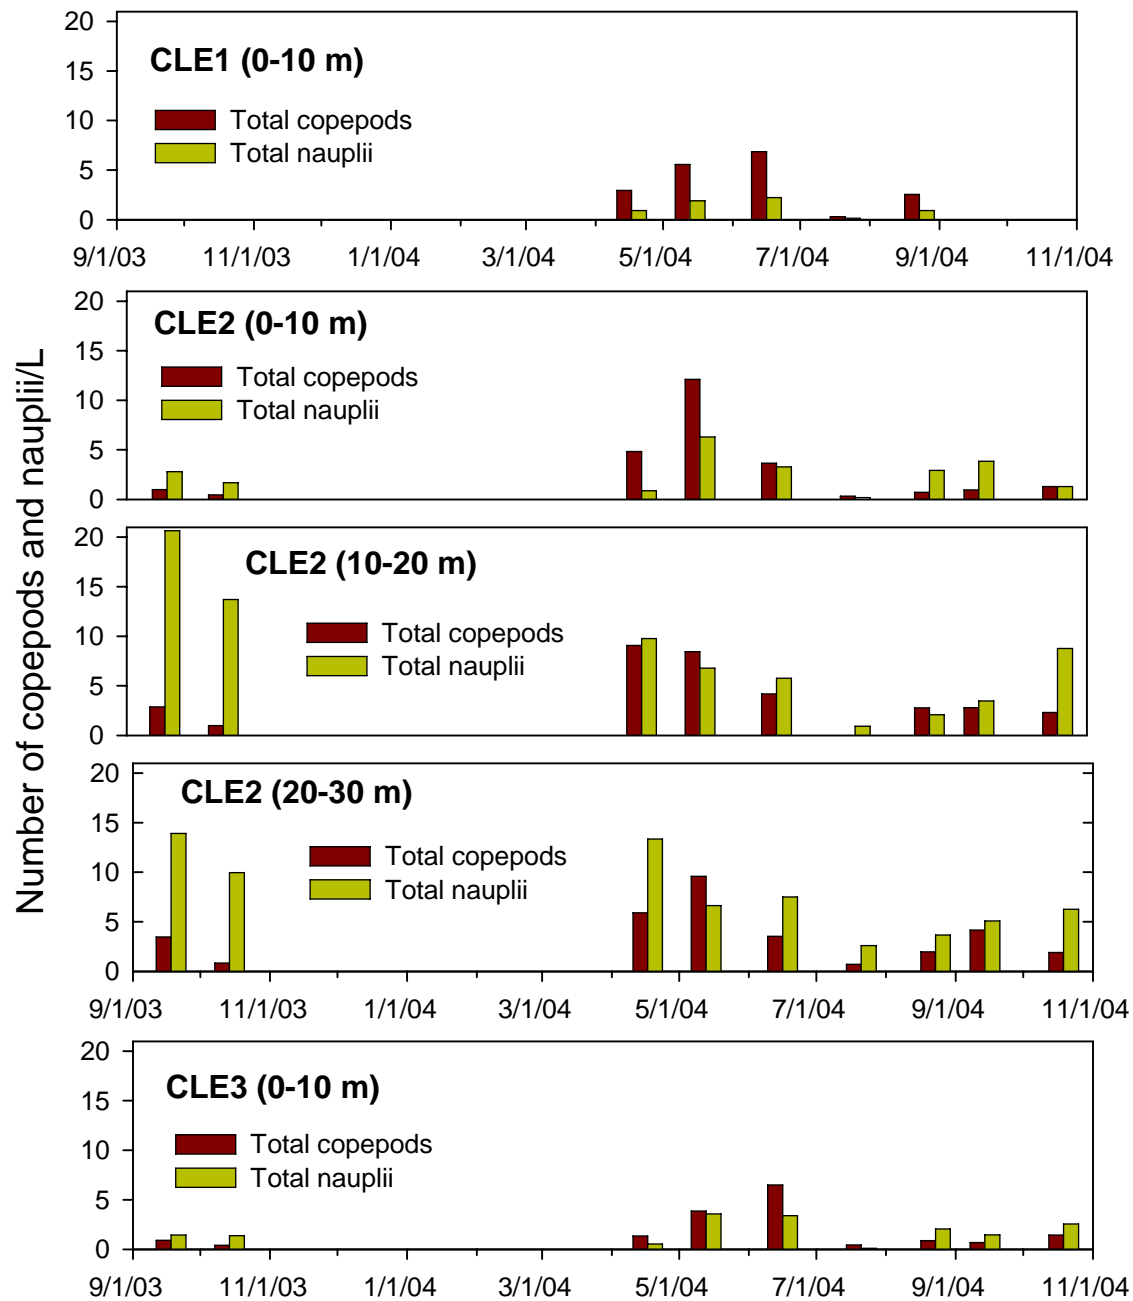 Number of copepods and nauplii/L
20
CLE1 (0-10 m)
15
Total copepods
10
Total nauplii
5
0
9/1/03 11/1/03 1/1/04 3/1/04 5/1/04 7/1/04 9/1/04 11/1/04
20
CLE2 (0-10 m)
15
Total copepods
10
Total nauplii
5
0
20
CLE2 (10-20 m)
15
Total copepods
10
Total nauplii
5
0
20
CLE2 (20-30 m)
15
Total copepods
10
Total nauplii
5
0
9/1/03 11/1/03 1/1/04 3/1/04 5/1/04 7/1/04 9/1/04 11/1/04
20
CLE3 (0-10 m)
15
Total copepods
10
Total nauplii
5
0
9/1/03 11/1/03 1/1/04 3/1/04 5/1/04 7/1/04 9/1/04 11/1/04